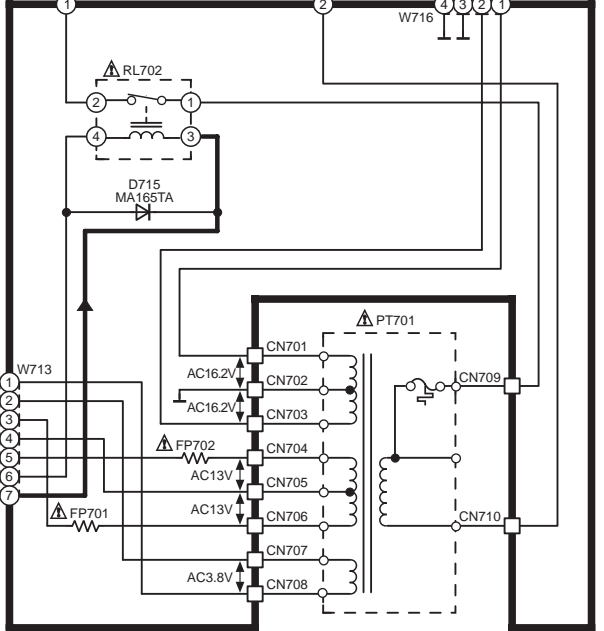 1
2
4 3 2 1
W716
RL702
2 1
4 3
D715
MA165TA
PT701
W713
1
2
3
4
5
6
7
CN701
AC16.2V
CN702
AC16.2V
CN703
FP702
CN704
AC13V
CN705
FP701
AC13V
CN706
CN707
AC3.8V
CN708
CN709
CN710